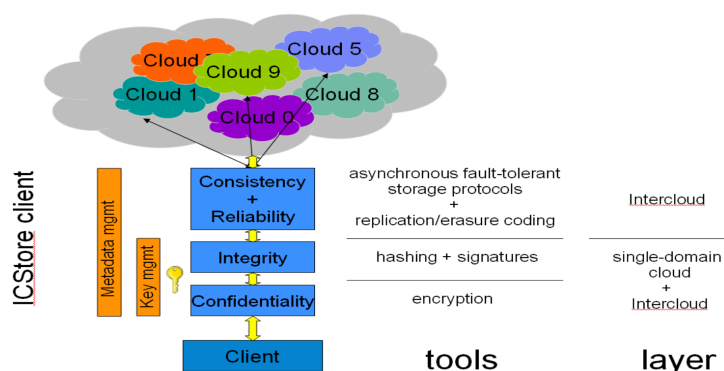 Cloud 5
Cloud
Cloud 9
Cloud 1
Cloud 8
Cloud 0
ICStore client
Metadata mgmt
Key mgmt
Consistency
+
Reliability
Integrity
Confidentiality
Client
asynchronous fault-tolerant
storage protocols
+
replication/erasure coding
hashing + signatures
encryption
tools
Intercloud
single-domain
cloud
+
Intercloud
layer